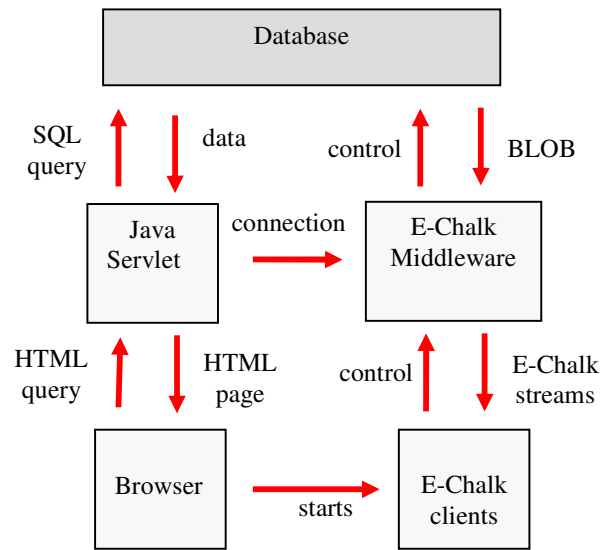 Database
SQL
query
data
control
BLOB
Java
Servlet
connection
E-Chalk
Middleware
HTML
query
HTML
page
control
E-Chalk
streams
Browser
starts
E-Chalk
clients